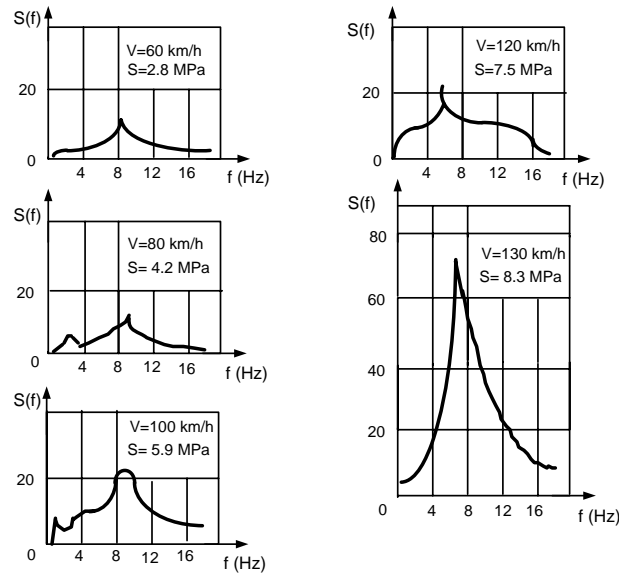 S(f)
V=60 km/h
S=2.8 MPa
20
0
4 8 12 16 f (Hz)
S(f)
V=80 km/h
S= 4.2 MPa
20
0
4 8 12 16 f (Hz)
S(f)
V=100 km/h
S= 5.9 MPa
20
0
4 8 12 16 f (Hz)
S(f)
V=120 km/h
S=7.5 MPa
20
0
4 8 12 16 f (Hz)
S(f)
80
V=130 km/h
S= 8.3 MPa
60
40
20
0
4 8 12 16 f (Hz)